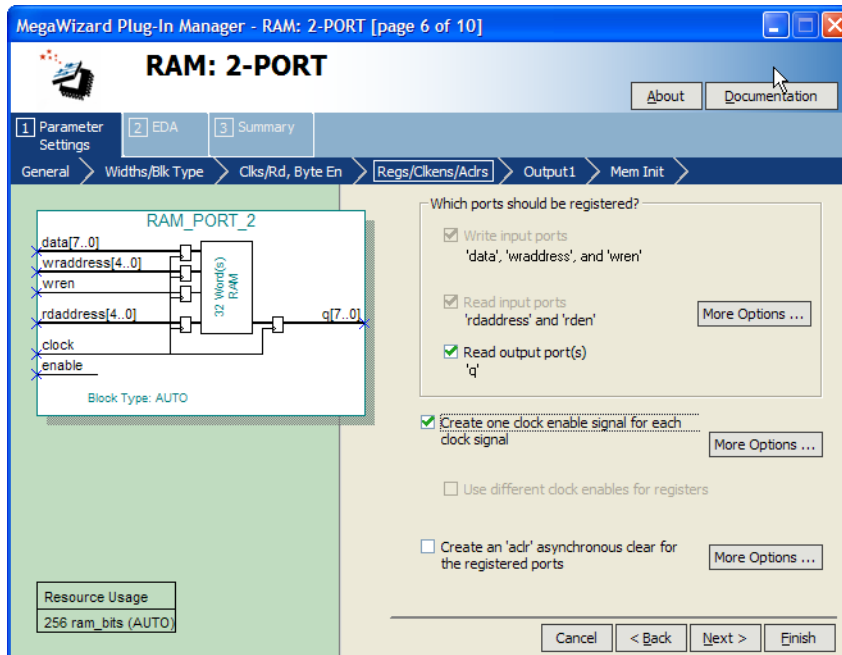 MegaWizard Plug-In Manager - RAM: 2-PORT [page 6 of 10]
RAM: 2-PORT
About
Documentation
1 Parameter Settings
2 EDA
3 Summary
General
Widths/Blk Type
Clks/Rd, Byte En
Regs/Clkens/Aclrs
Output1
Mem Init
RAM_PORT_2
data[7..0]
wraddress[4..0]
wren
rdaddress[4..0]
clock
enable
32 Word(s)
RAM
q[7..0]
Block Type: AUTO
Resource Usage
256 ram_bits (AUTO)
Which ports should be registered?
Write input ports
'data', 'wraddress', and 'wren'
Read input ports
'rdaddress' and 'rden'
More Options ...
Read output port(s)
'q'
Create one clock enable signal for each
clock signal
More Options ...
Use different clock enables for registers
Create an 'aclr' asynchronous clear for
the registered ports
More Options ...
Cancel
< Back
Next >
Finish